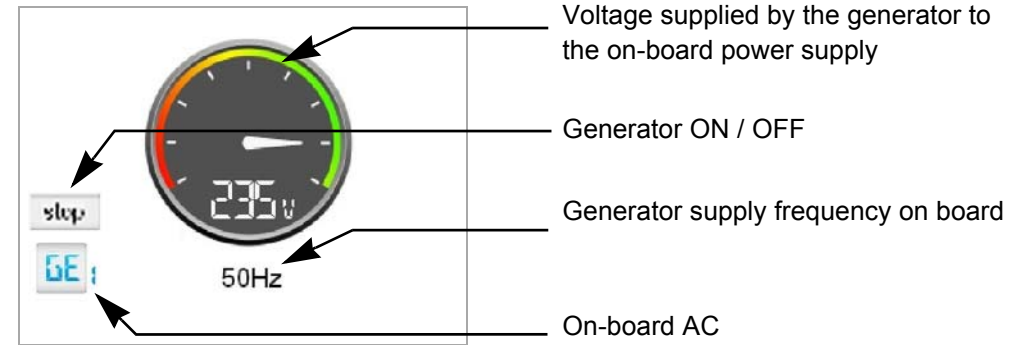 Voltage supplied by the generator to
the on-board power supply
Generator ON / OFF
235 V
stop
Generator supply frequency on board
GE 1
50Hz
On-board AC